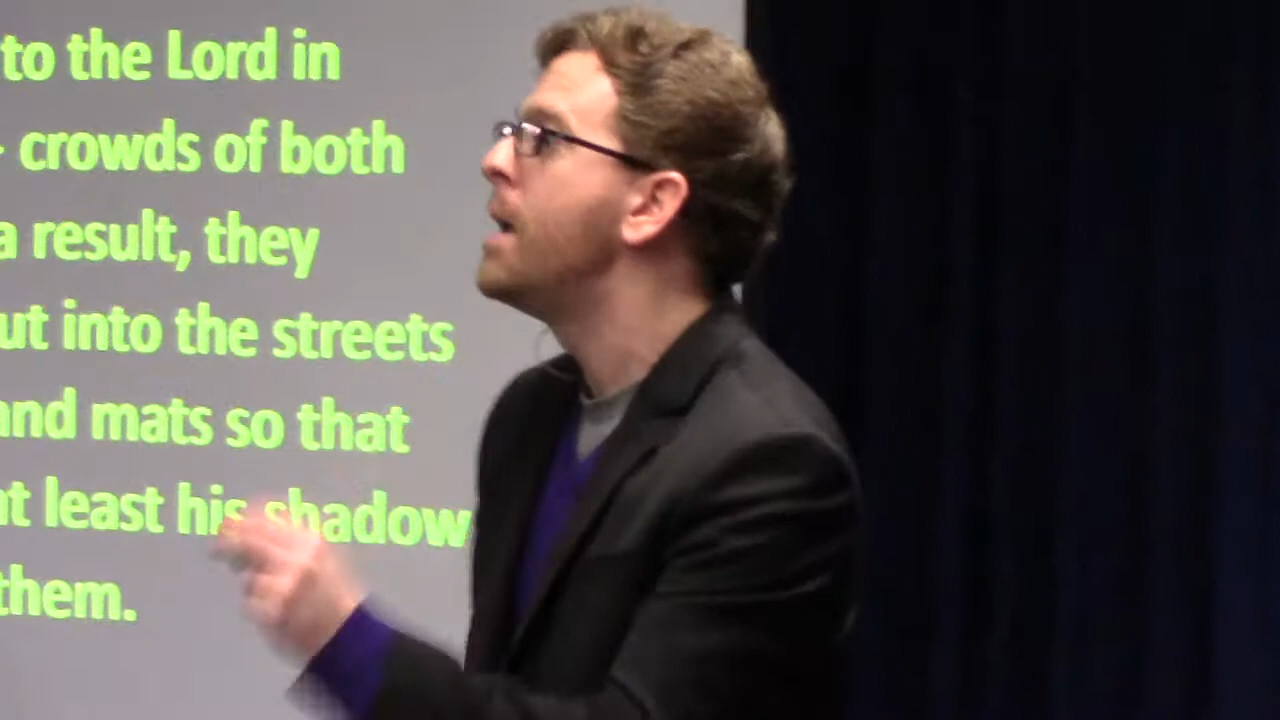 to the Lord in
- crowds of both
a result, they
ut into the streets
and mats so that
at least his shadow
them.